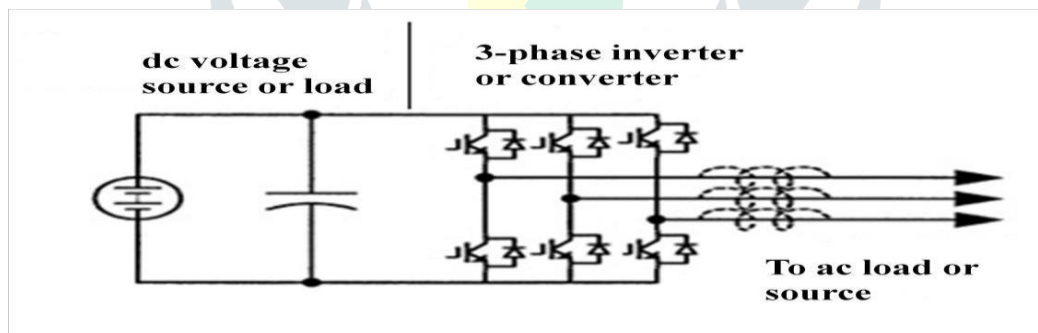 dc voltage
source or load
3-phase inverter
or converter
To ac load or
source